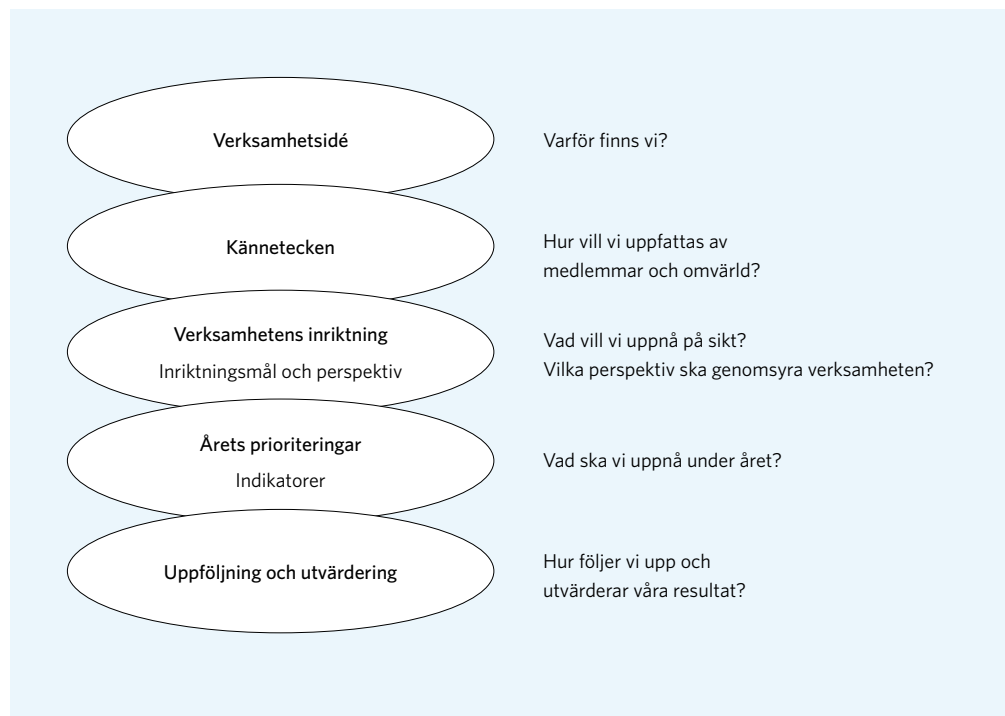 Verksamhetsidé
Varför finns vi?
Kännetecken
Hur vill vi uppfattas av
medlemmar och omvärld?
Verksamhetens inriktning
Inriktningsmål och perspektiv
Vad vill vi uppnå på sikt?
Vilka perspektiv ska genomsyra verksamheten?
Årets prioriteringar
Indikatorer
Vad ska vi uppnå under året?
Uppföljning och utvärdering
Hur följer vi upp och
utvärderar våra resultat?